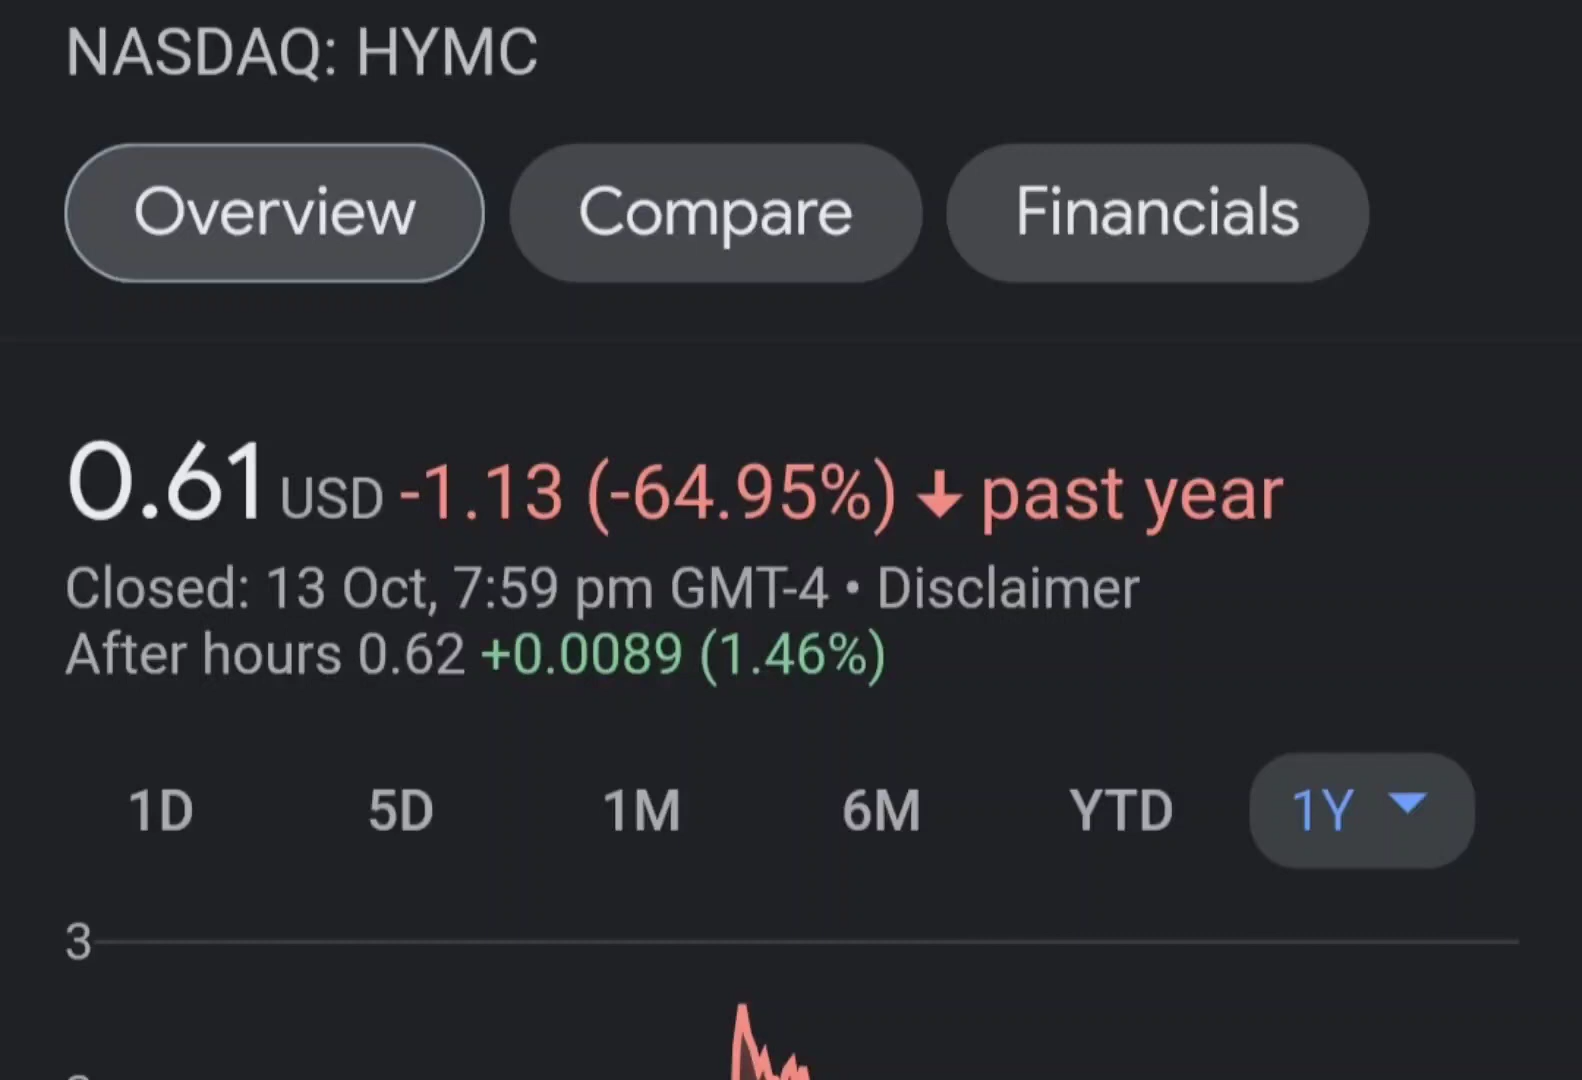 NASDAQ: HYMC
Overview Compare Financials
0.61 USD -1.13 (-64.95%) ↓ past year
Closed: 13 Oct, 7:59 pm GMT-4 • Disclaimer
After hours 0.62 +0.0089 (1.46%)
1D 5D 1M 6M YTD 1Y
3